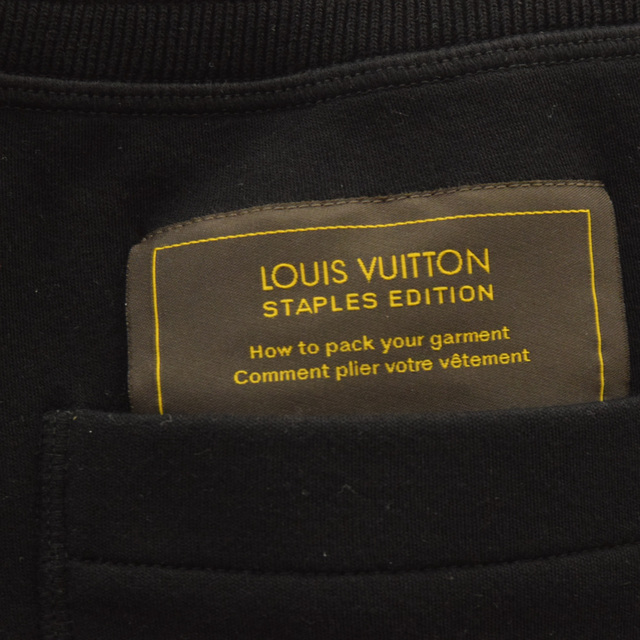 LOUIS VUITTON
STAPLES EDITION
How to pack your garment
Comment plier votre vêtement